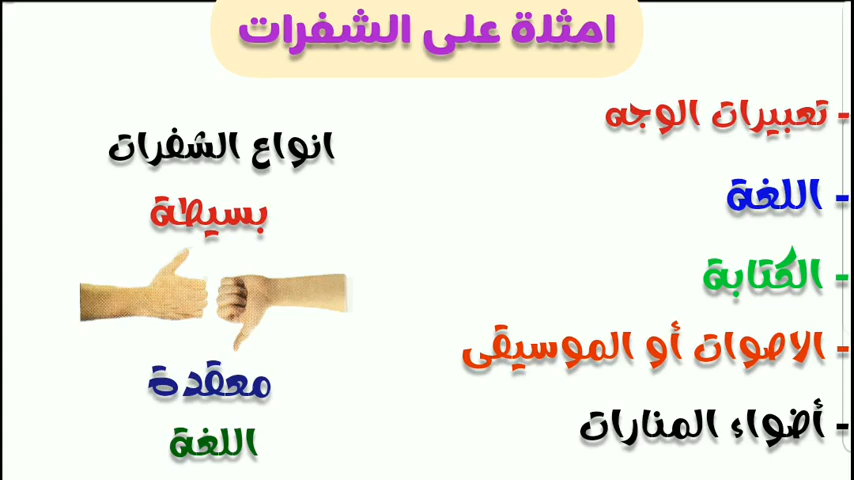 امثلة على الشفرات
- تعبيرات الوجه
- اللغة
- الكتابة
- الاصوات أو الموسيقى
- أضواء المنارات
انواع الشفرات
بسيطة
معقدة
اللغة